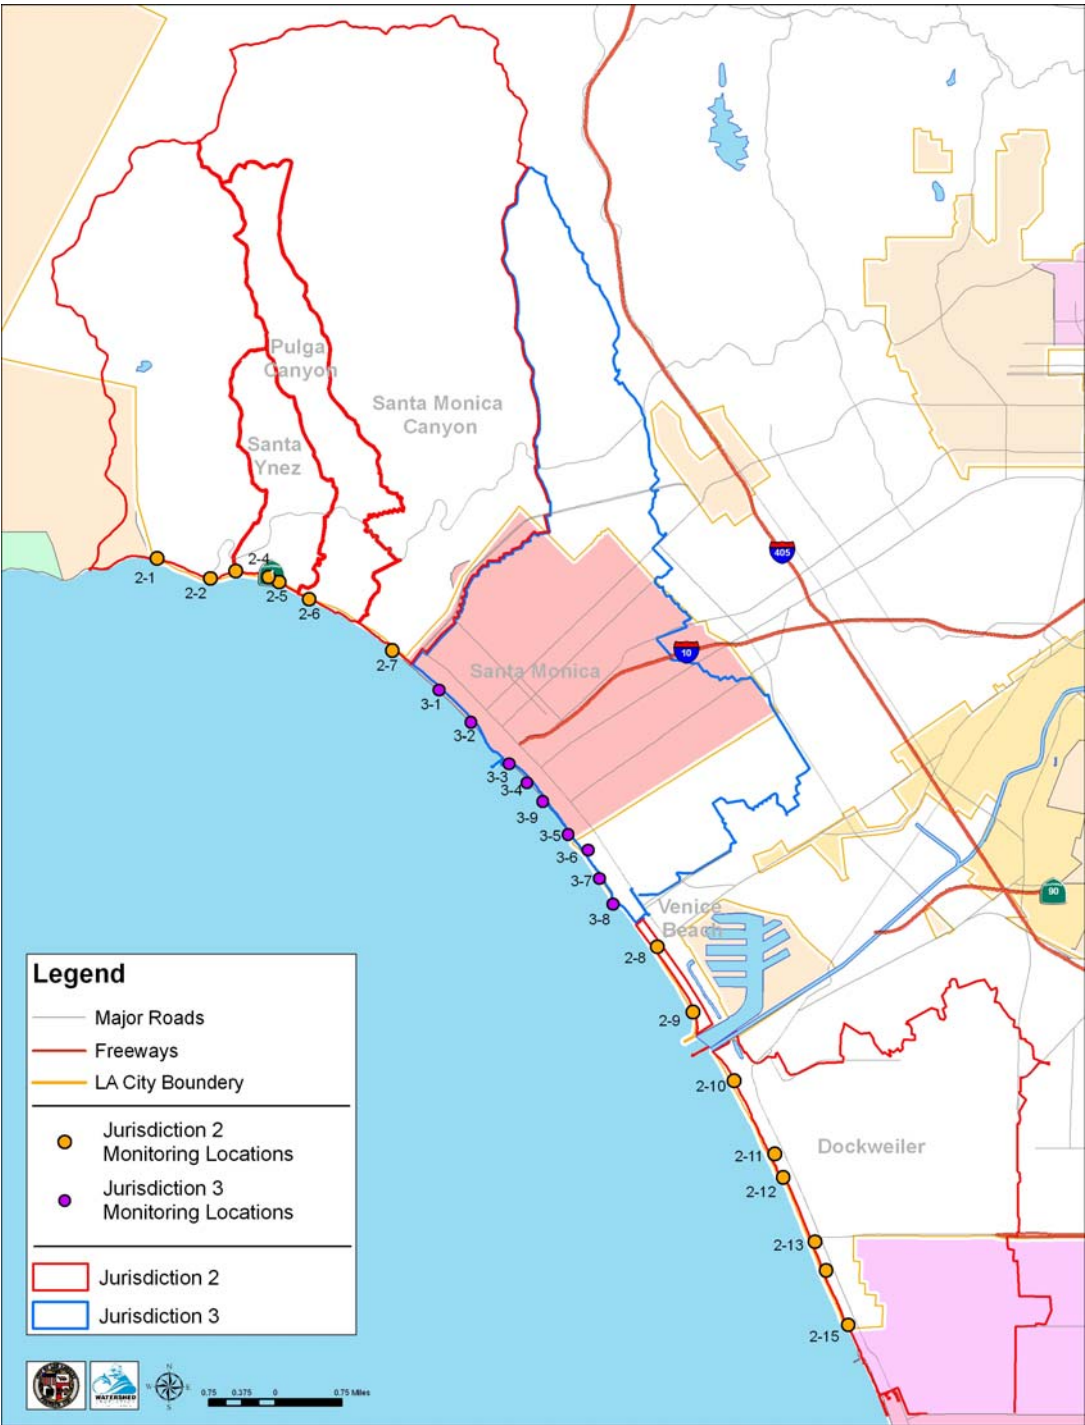 Pulga
Canyon
Santa Monica
Canyon
Santa
Ynez
405
2-1
2-2
2-4
2-5
2-6
2-7
10
Santa Monica
3-1
3-2
3-3
3-4
3-9
3-5
3-6
3-7
3-8
90
Venice
Beach
2-8
2-9
2-10
2-11
Dockweiler
2-12
2-13
2-15
Legend
Major Roads
Freeways
LA City Boundery
Jurisdiction 2
Monitoring Locations
Jurisdiction 3
Monitoring Locations
Jurisdiction 2
Jurisdiction 3
WATERSHED
N
W
E
S
0.75 0.375 0 0.75 Miles